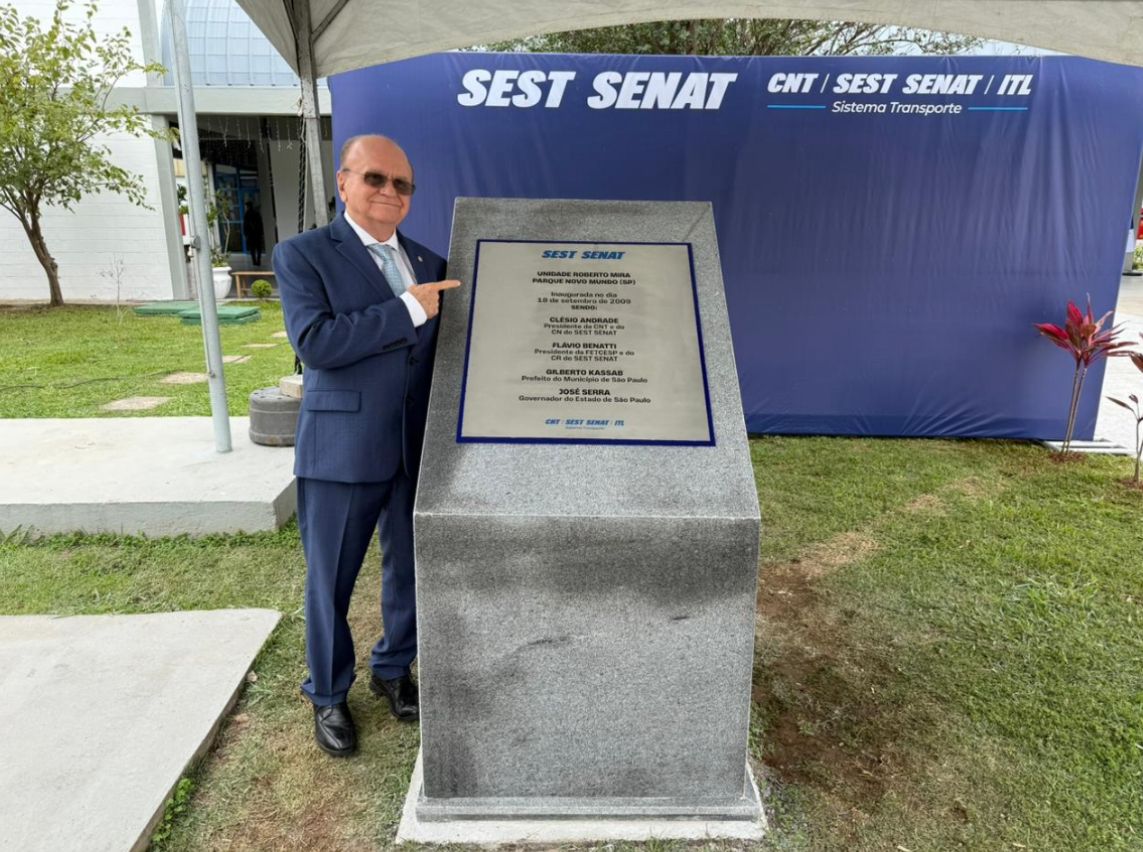 SEST SENAT
CNT / SEST SENAT / ITL
Sistema Transporte
SEST SENAT
UNIDADE ROBERTO MIRA
PARQUE NOVO MUNDO (SP)
Inaugurada no dia
18 de setembro de 2009
SENDO:
CLÉSIO ANDRADE
Presidente da CNT e do
CN do SEST SENAT
FLÁVIO BENATTI
Presidente da FETCESP e do
CR do SEST SENAT
GILBERTO KASSAB
Prefeito do Município de São Paulo
JOSÉ SERRA
Governador do Estado de São Paulo
CNT / SEST SENAT / ITL
Sistema Transporte